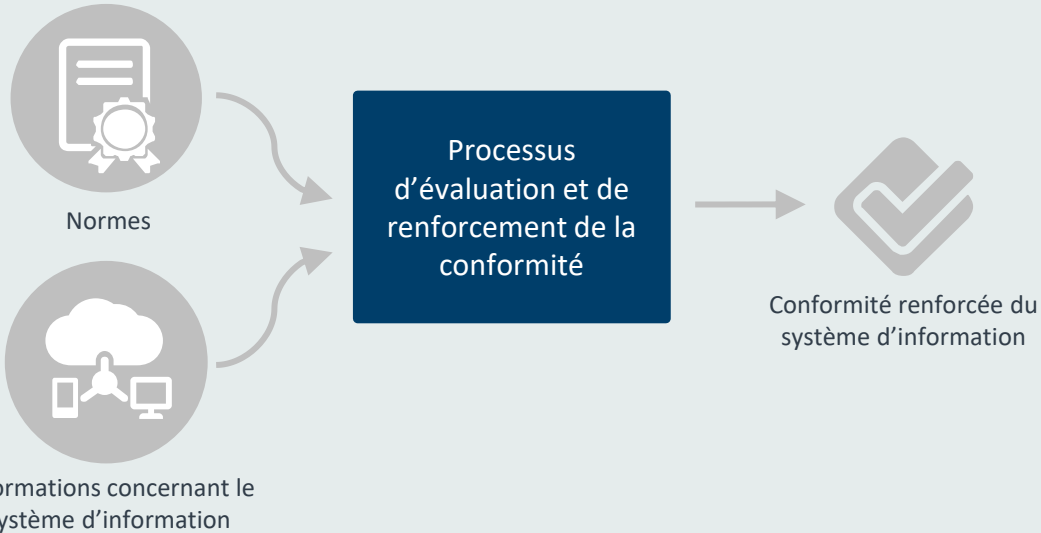 Normes
Processus
d’évaluation et de
renforcement de la
conformité
Conformité renforcée du
système d’information
ormations concernant le
ystème d’information